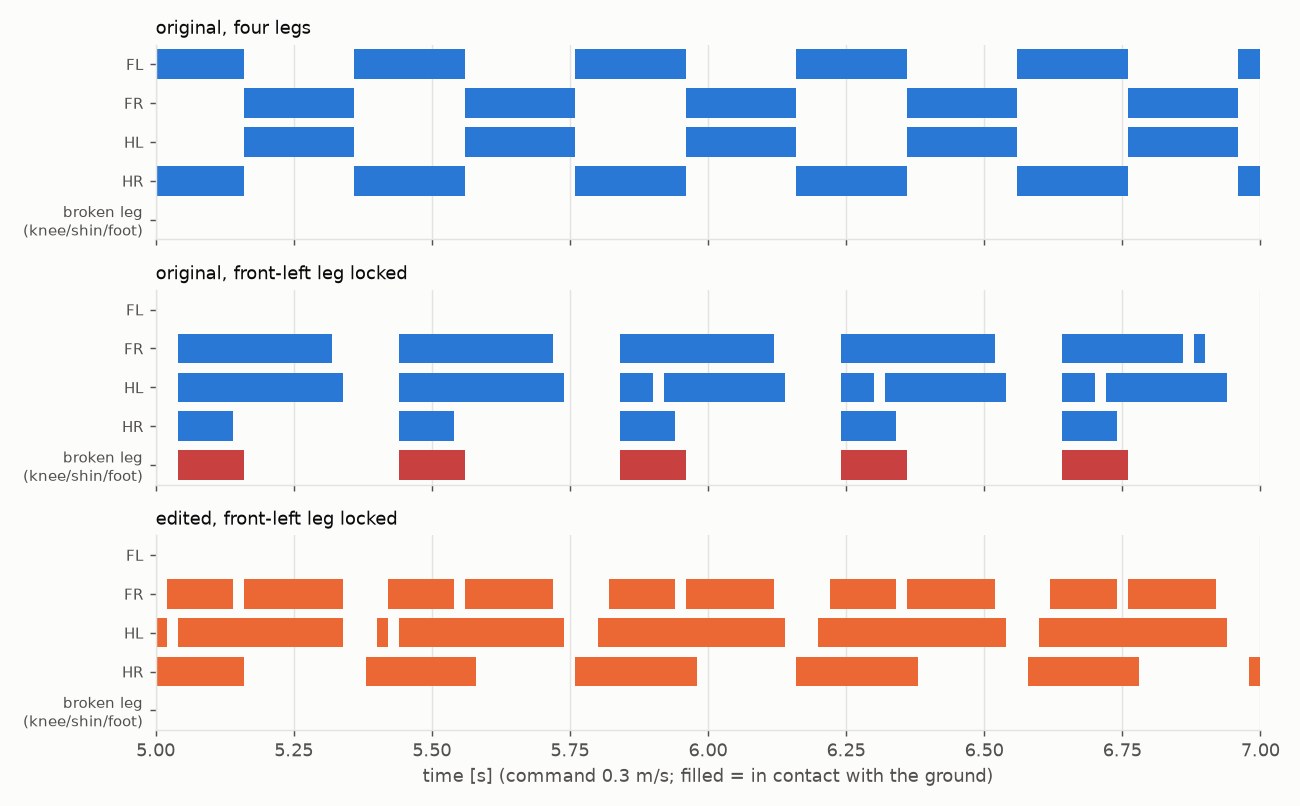 original, four legs
FL
FR
HL
HR
broken leg
(knee/shin/foot)
original, front-left leg locked
FL
FR
HL
HR
broken leg
(knee/shin/foot)
edited, front-left leg locked
FL
FR
HL
HR
broken leg
(knee/shin/foot)
5.00 5.25 5.50 5.75 6.00 6.25 6.50 6.75 7.00
time [s] (command 0.3 m/s; filled = in contact with the ground)